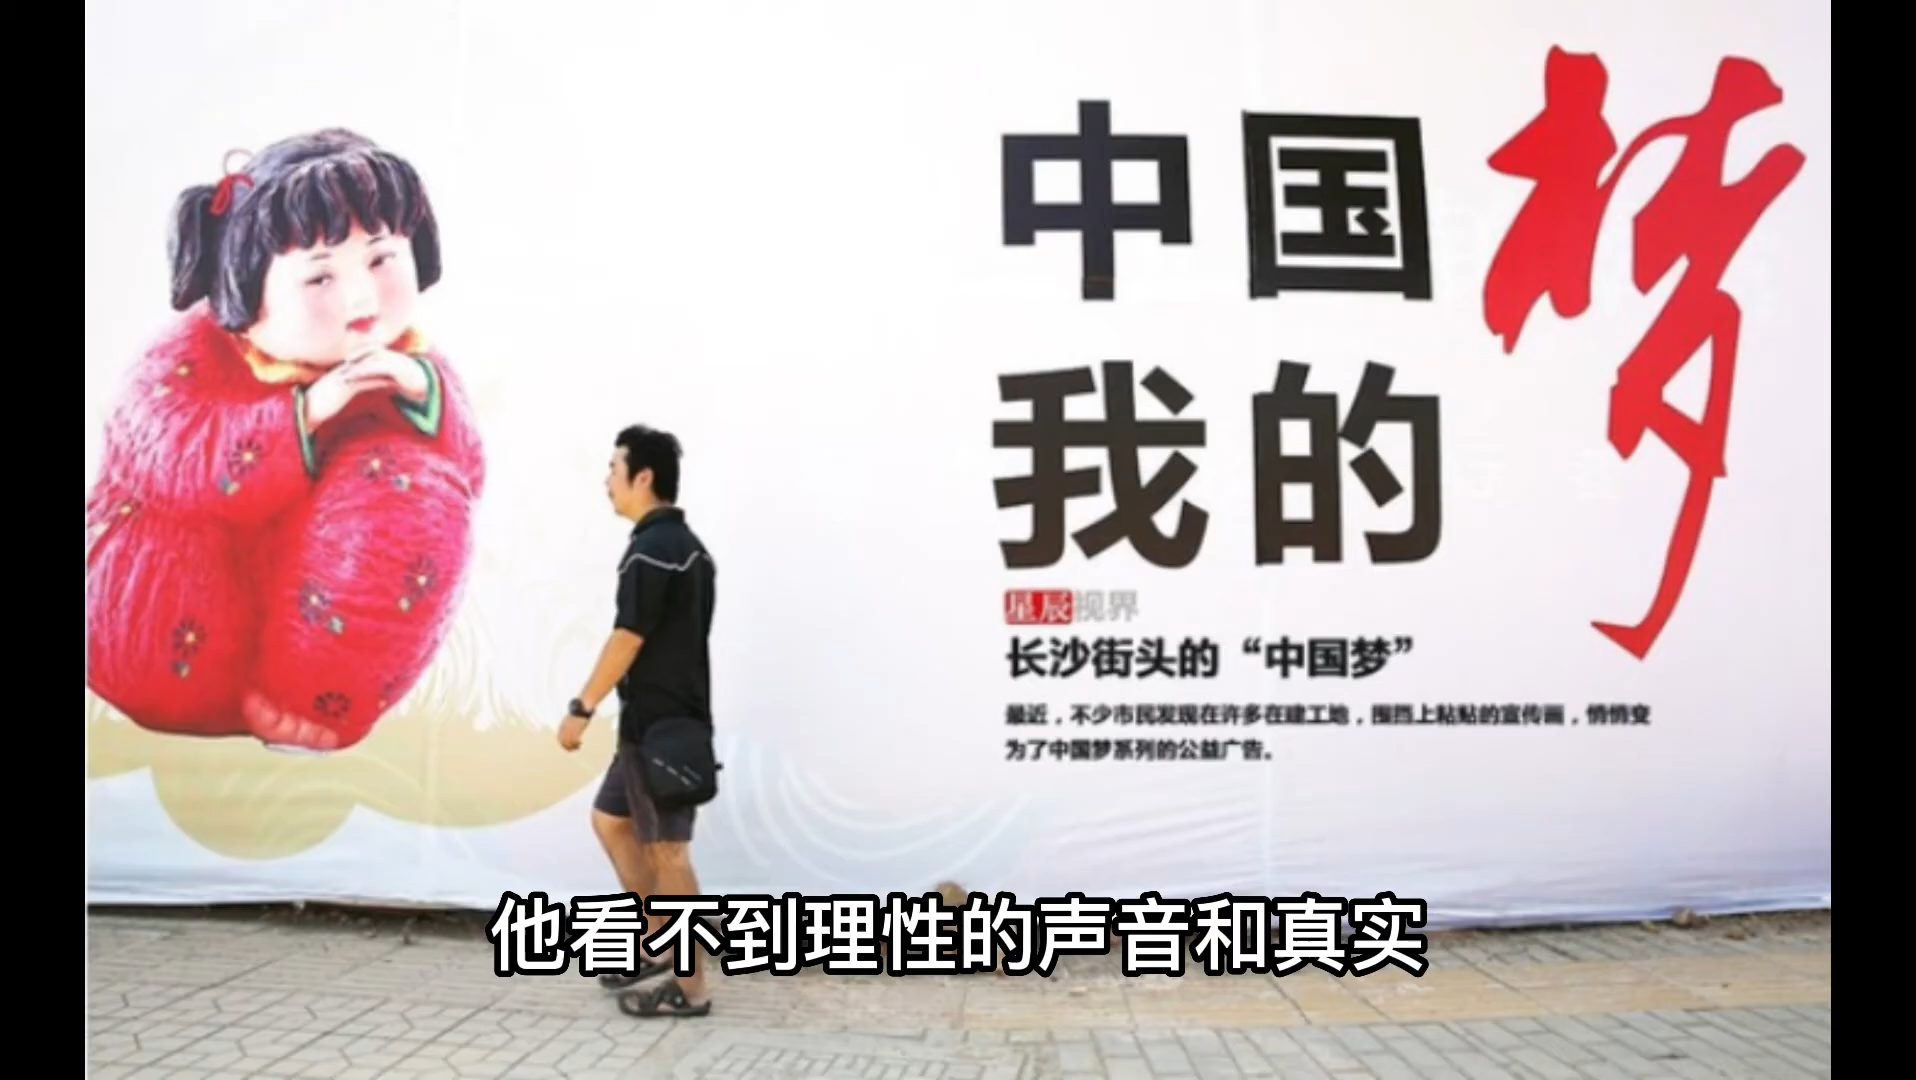 中国梦
我的
星辰视界
长沙街头的“中国梦”
最近，不少市民发现在许多在建工地，围挡上粘贴的宣传画，悄悄变
为了中国梦系列的公益广告。
他看不到理性的声音和真实